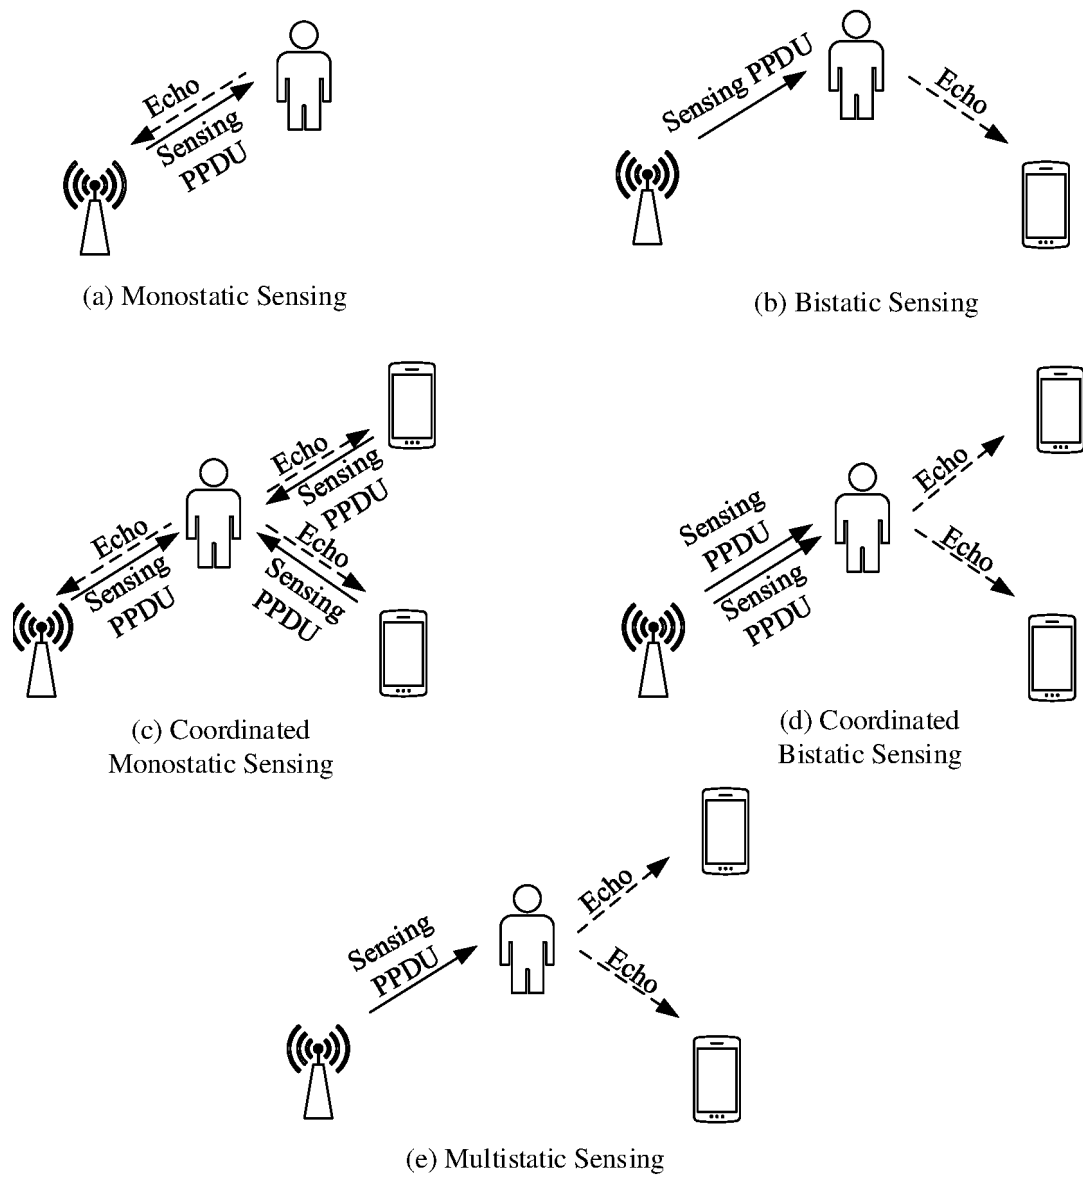 Echo
Sensing
PPDU
(a) Monostatic Sensing
Sensing PPDU
Echo
(b) Bistatic Sensing
Echo
Sensing
PPDU
Echo
Sensing
PPDU
Echo
Sensing
PPDU
(c) Coordinated
Monostatic Sensing
Sensing
PPDU
Sensing
PPDU
Echo
Echo
(d) Coordinated
Bistatic Sensing
Sensing
PPDU
Echo
Echo
(e) Multistatic Sensing